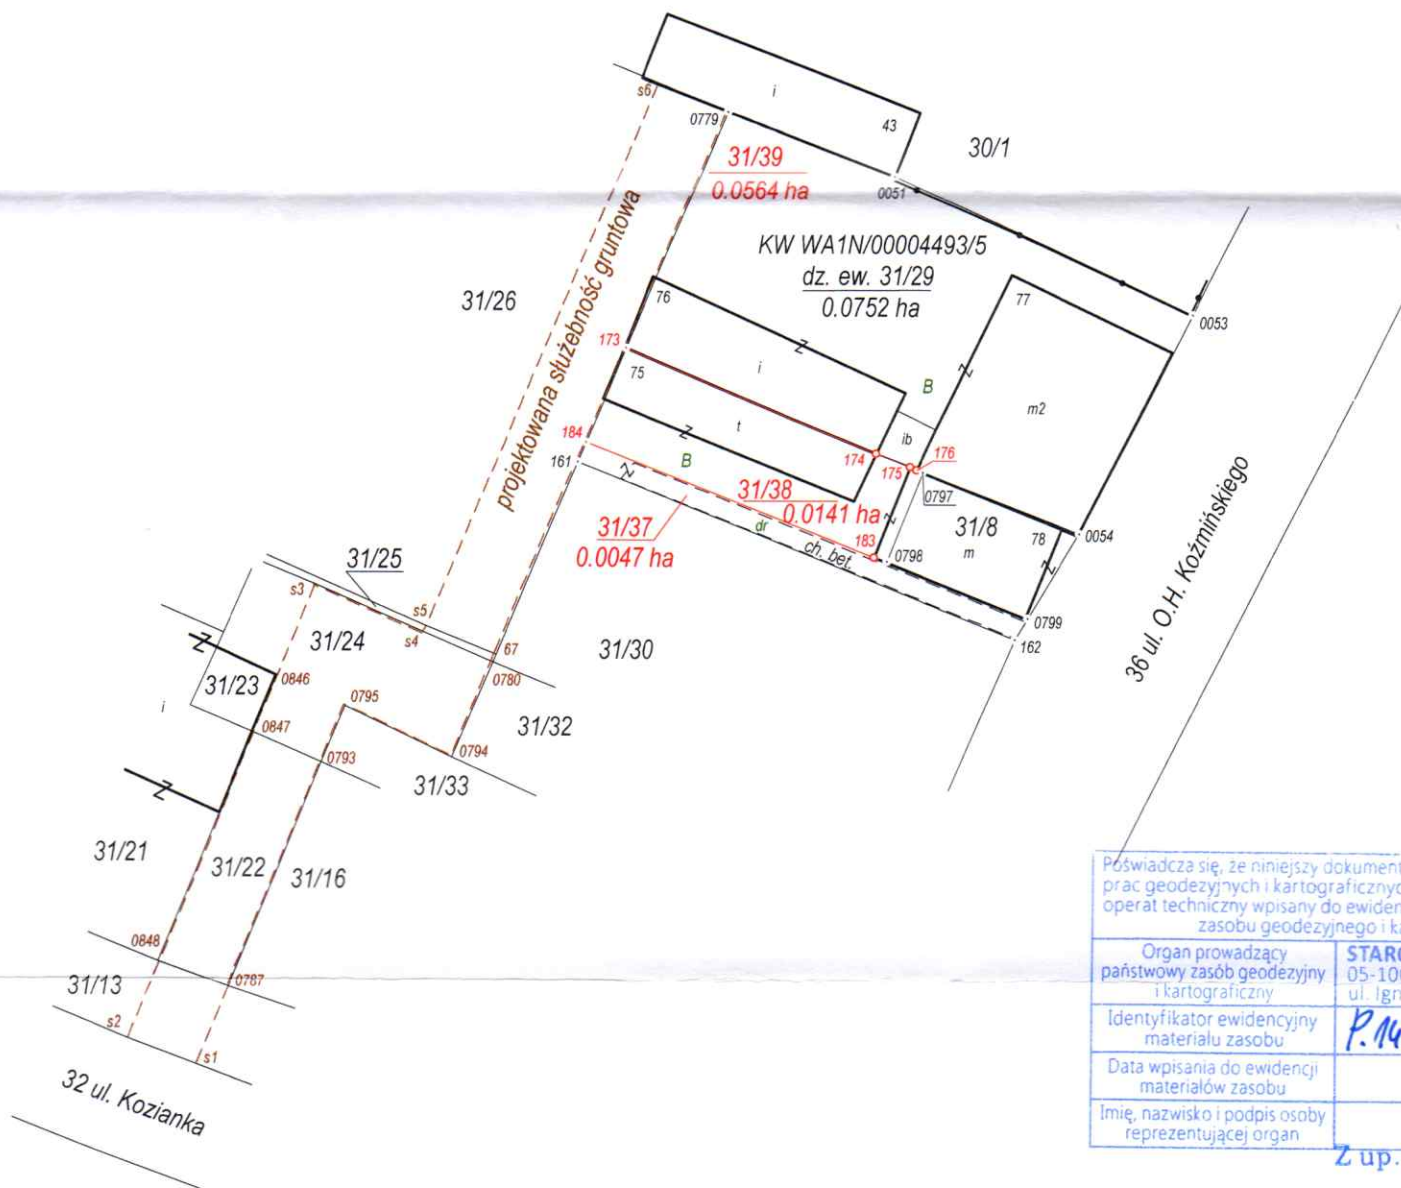 s6
i
0779
43
30/1
31/39
0.0564 ha
0051
KW WA1N/00004493/5
dz. ew. 31/29
0.0752 ha
projektowana służebność gruntowa
31/26
76
77
0053
173
75
i
B
m2
t
ib
184
161
B
174
175
176
0797
31/38
0.0141 ha
31/8
m
78
0054
31/37
0.0047 ha
dr
ch. bet.
183
0798
0799
162
36 ul. O.H. Koźmińskiego
31/25
s3
s5
s4
31/24
67
0780
31/30
31/23
0846
i
0795
0847
0793
0794
31/32
31/33
31/21
31/22
31/16
0848
0787
31/13
s2
s1
32 ul. Kozianka
Poświadcza się, że niniejszy dokument
prac geodezyjnych i kartograficznyc
operat techniczny wpisany do ewiden
zasobu geodezyjnego i k
Organ prowadzący
państwowy zasób geodezyjny
i kartograficzny
STARO
05-10
ul. Ign
Identyfikator ewidencyjny
materiału zasobu
P.14
Data wpisania do ewidencji
materiałów zasobu
Imię, nazwisko i podpis osoby
reprezentującej organ
Z up.